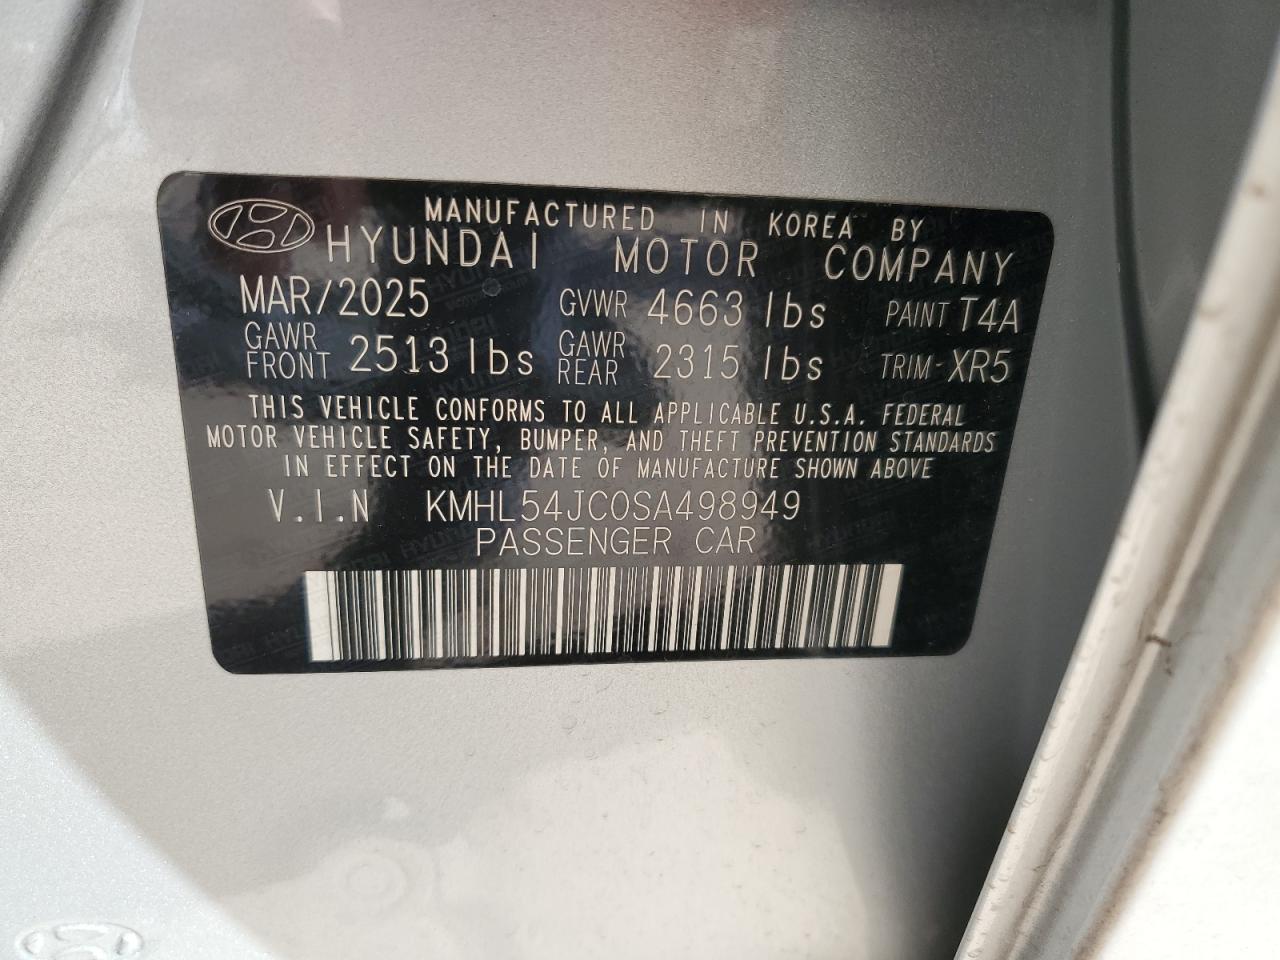 MANUFACTURED IN KOREA BY
HYUNDAI MOTOR COMPANY
MAR/2025 GVWR 4663 lbs PAINT T4A
GAWR FRONT 2513 lbs GAWR REAR 2315 lbs TRIM-XR5
THIS VEHICLE CONFORMS TO ALL APPLICABLE U.S.A. FEDERAL
MOTOR VEHICLE SAFETY, BUMPER, AND THEFT PREVENTION STANDARDS
IN EFFECT ON THE DATE OF MANUFACTURE SHOWN ABOVE
V.I.N KMHL54JC0SA498949
PASSENGER CAR